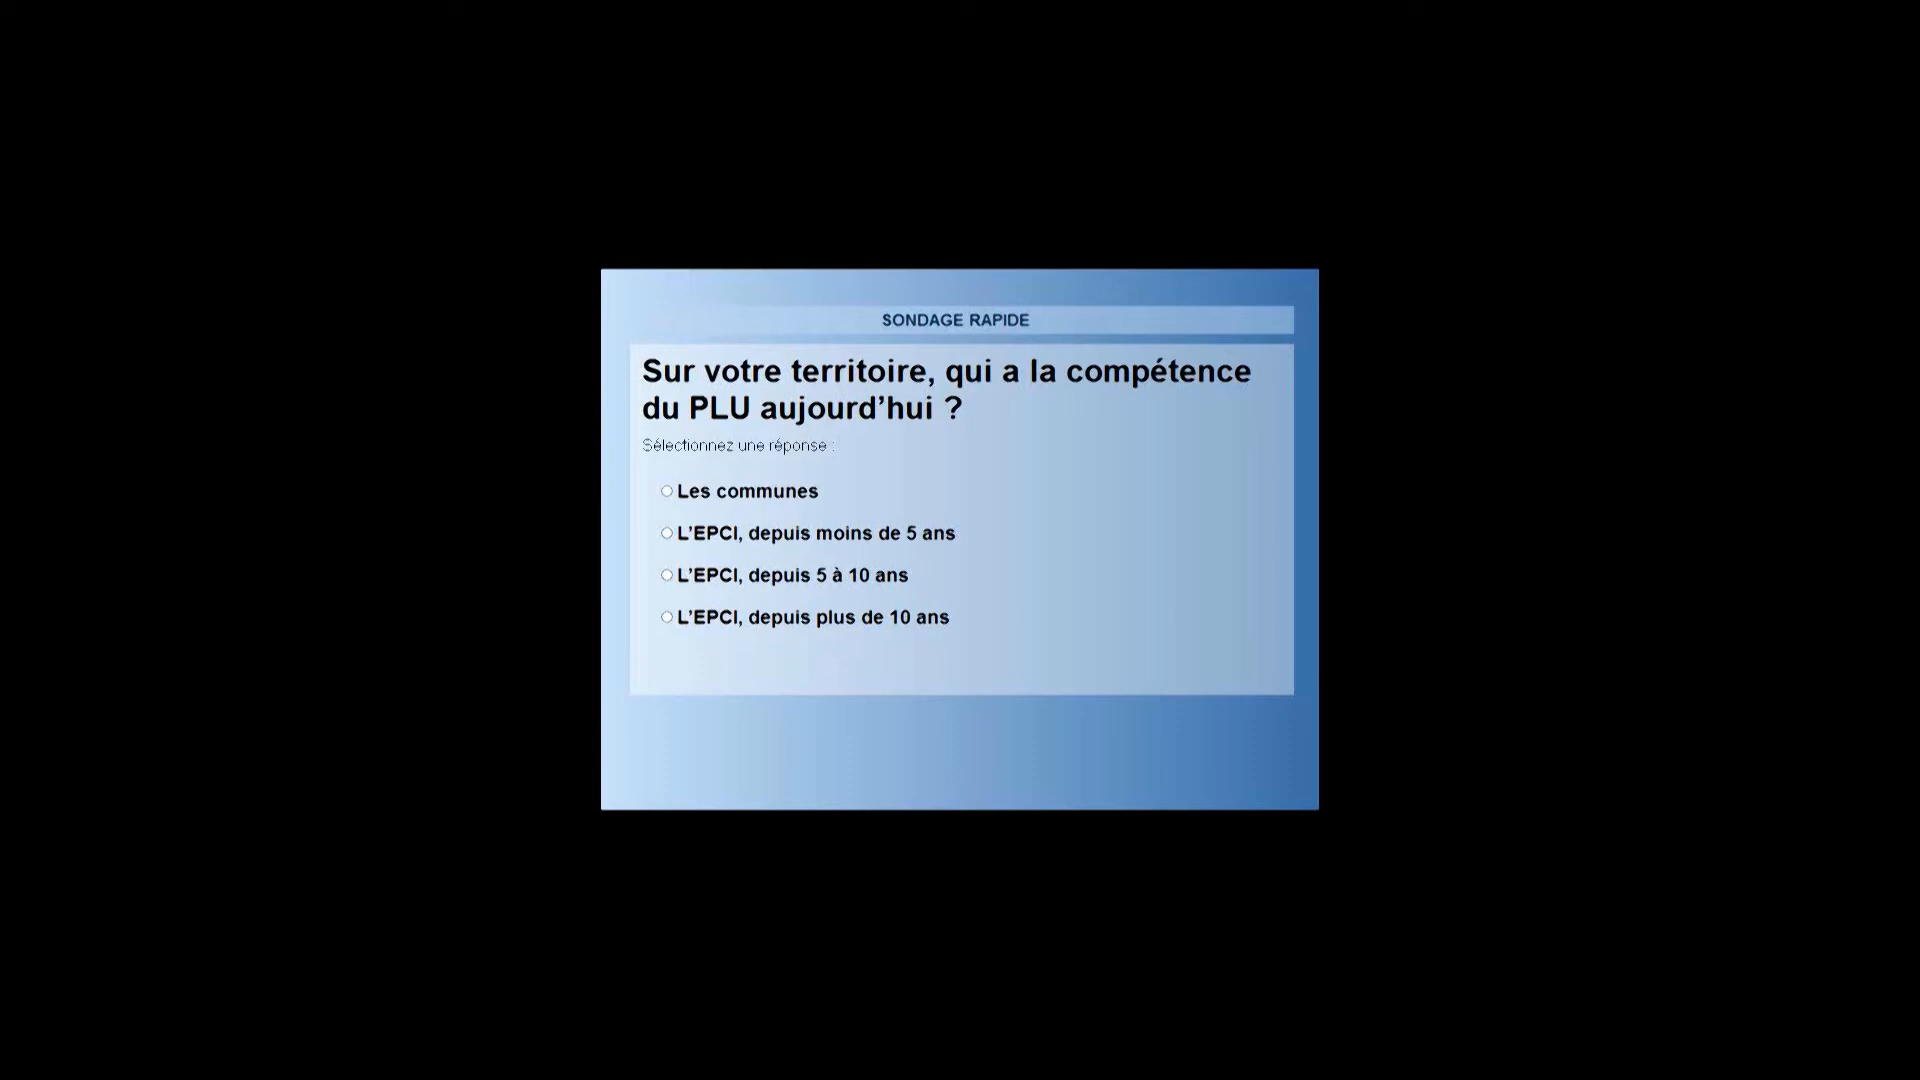 SONDAGE RAPIDE
Sur votre territoire, qui a la compétence
du PLU aujourd’hui ?
Sélectionnez une réponse :
Les communes
L’EPCI, depuis moins de 5 ans
L’EPCI, depuis 5 à 10 ans
L’EPCI, depuis plus de 10 ans